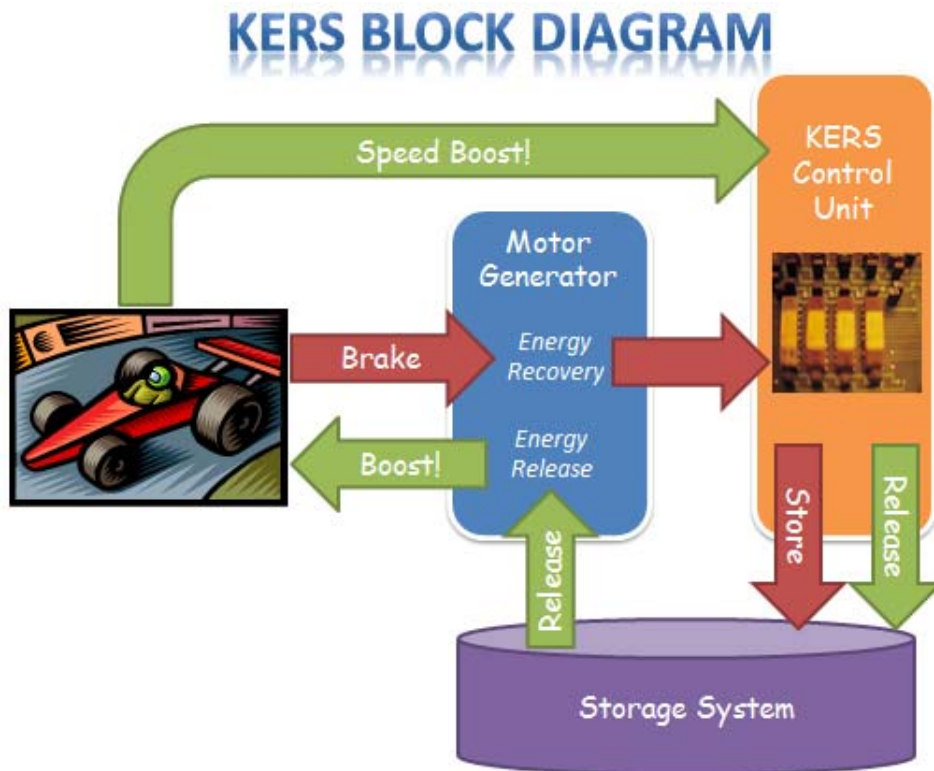 KERS BLOCK DIAGRAM
Speed Boost!
KERS
Control
Unit
Motor
Generator
Brake
Energy
Recovery
Boost!
Energy
Release
Store
Release
Release
Storage System